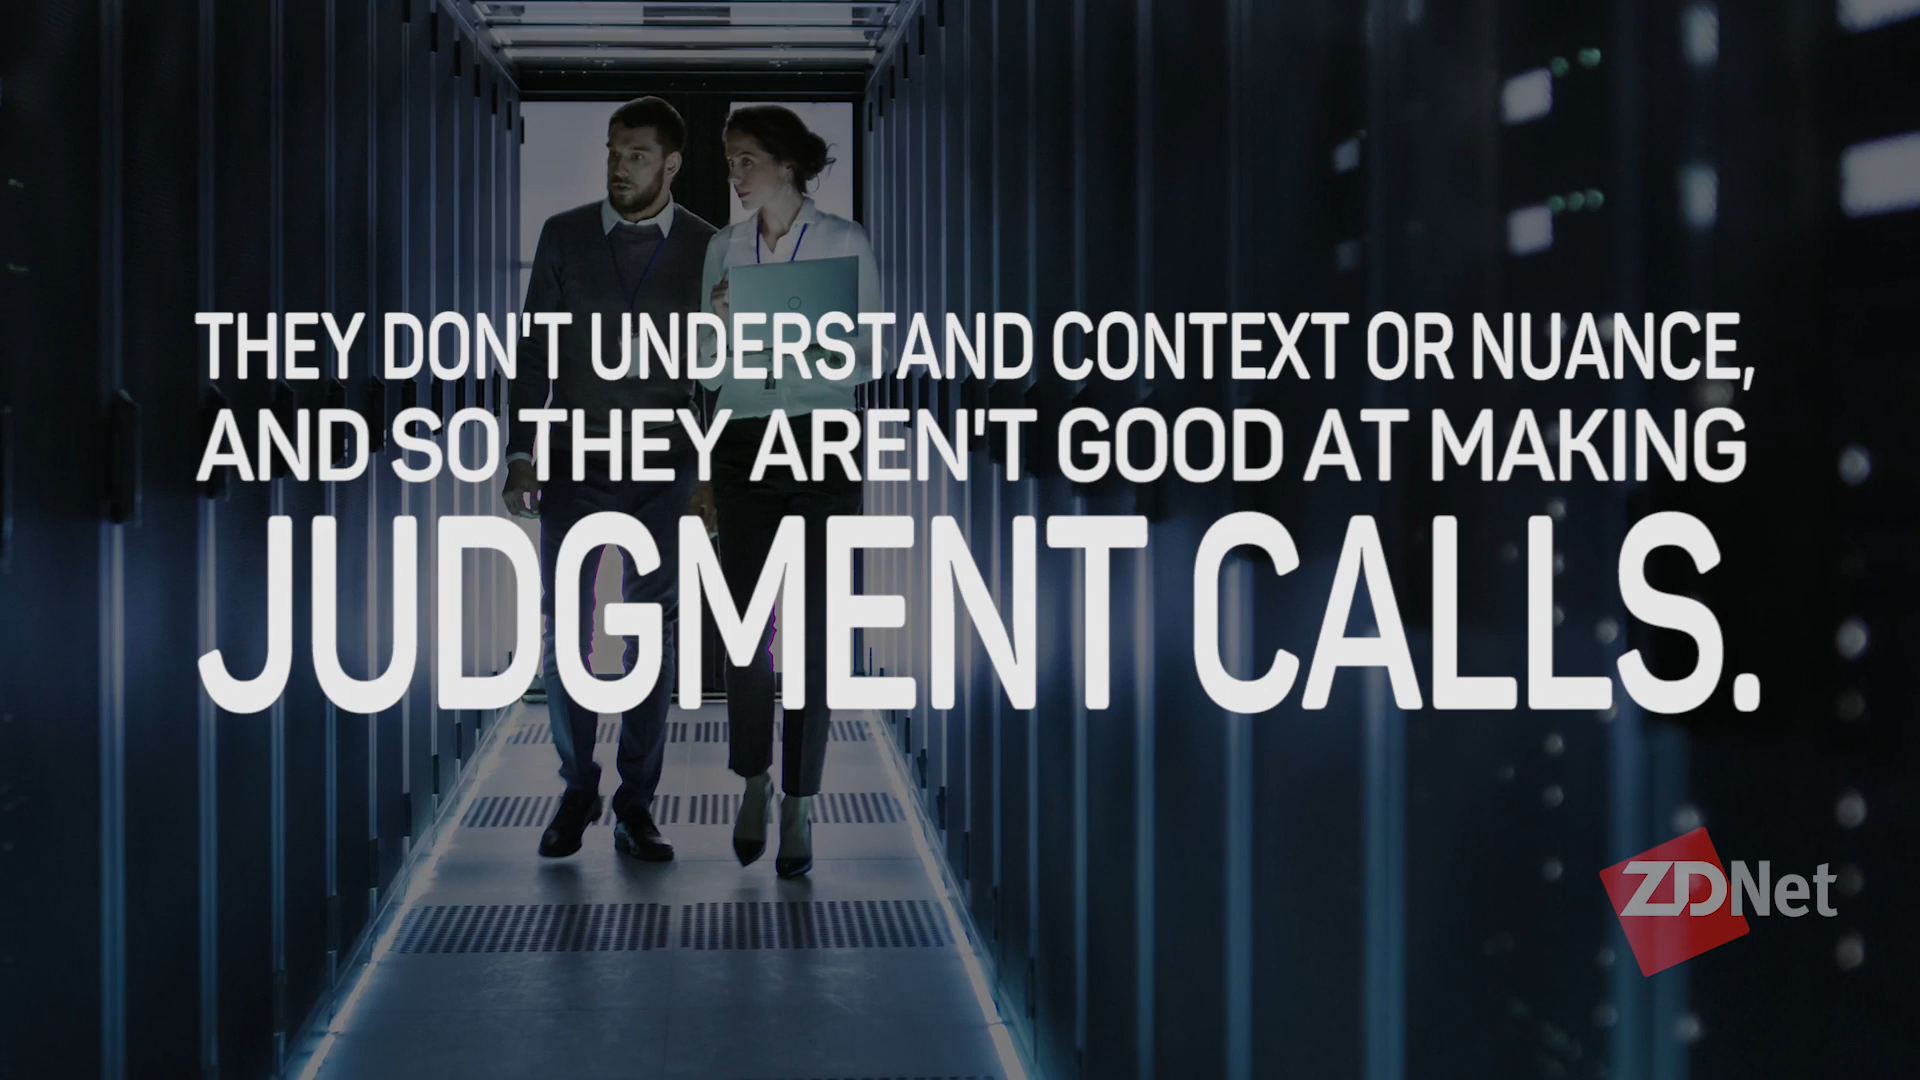 THEY DON'T UNDERSTAND CONTEXT OR NUANCE,
AND SO THEY AREN'T GOOD AT MAKING
JUDGMENT CALLS.
ZDNet